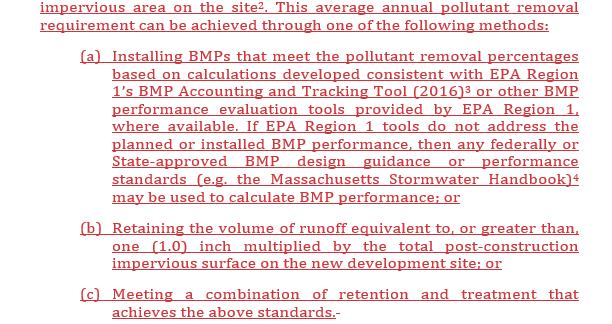 impervious area on the site². This average annual pollutant removal
requirement can be achieved through one of the following methods:
(a) Installing BMPs that meet the pollutant removal percentages
based on calculations developed consistent with EPA Region
1's BMP Accounting and Tracking Tool (2016)³ or other BMP
performance evaluation tools provided by EPA Region 1,
where available. If EPA Region 1 tools do not address the
planned or installed BMP performance, then any federally or
State-approved BMP design guidance or performance
standards (e.g. the Massachusetts Stormwater Handbook)⁴
may be used to calculate BMP performance; or
(b) Retaining the volume of runoff equivalent to, or greater than,
one (1.0) inch multiplied by the total post-construction
impervious surface on the new development site; or
(c) Meeting a combination of retention and treatment that
achieves the above standards.-